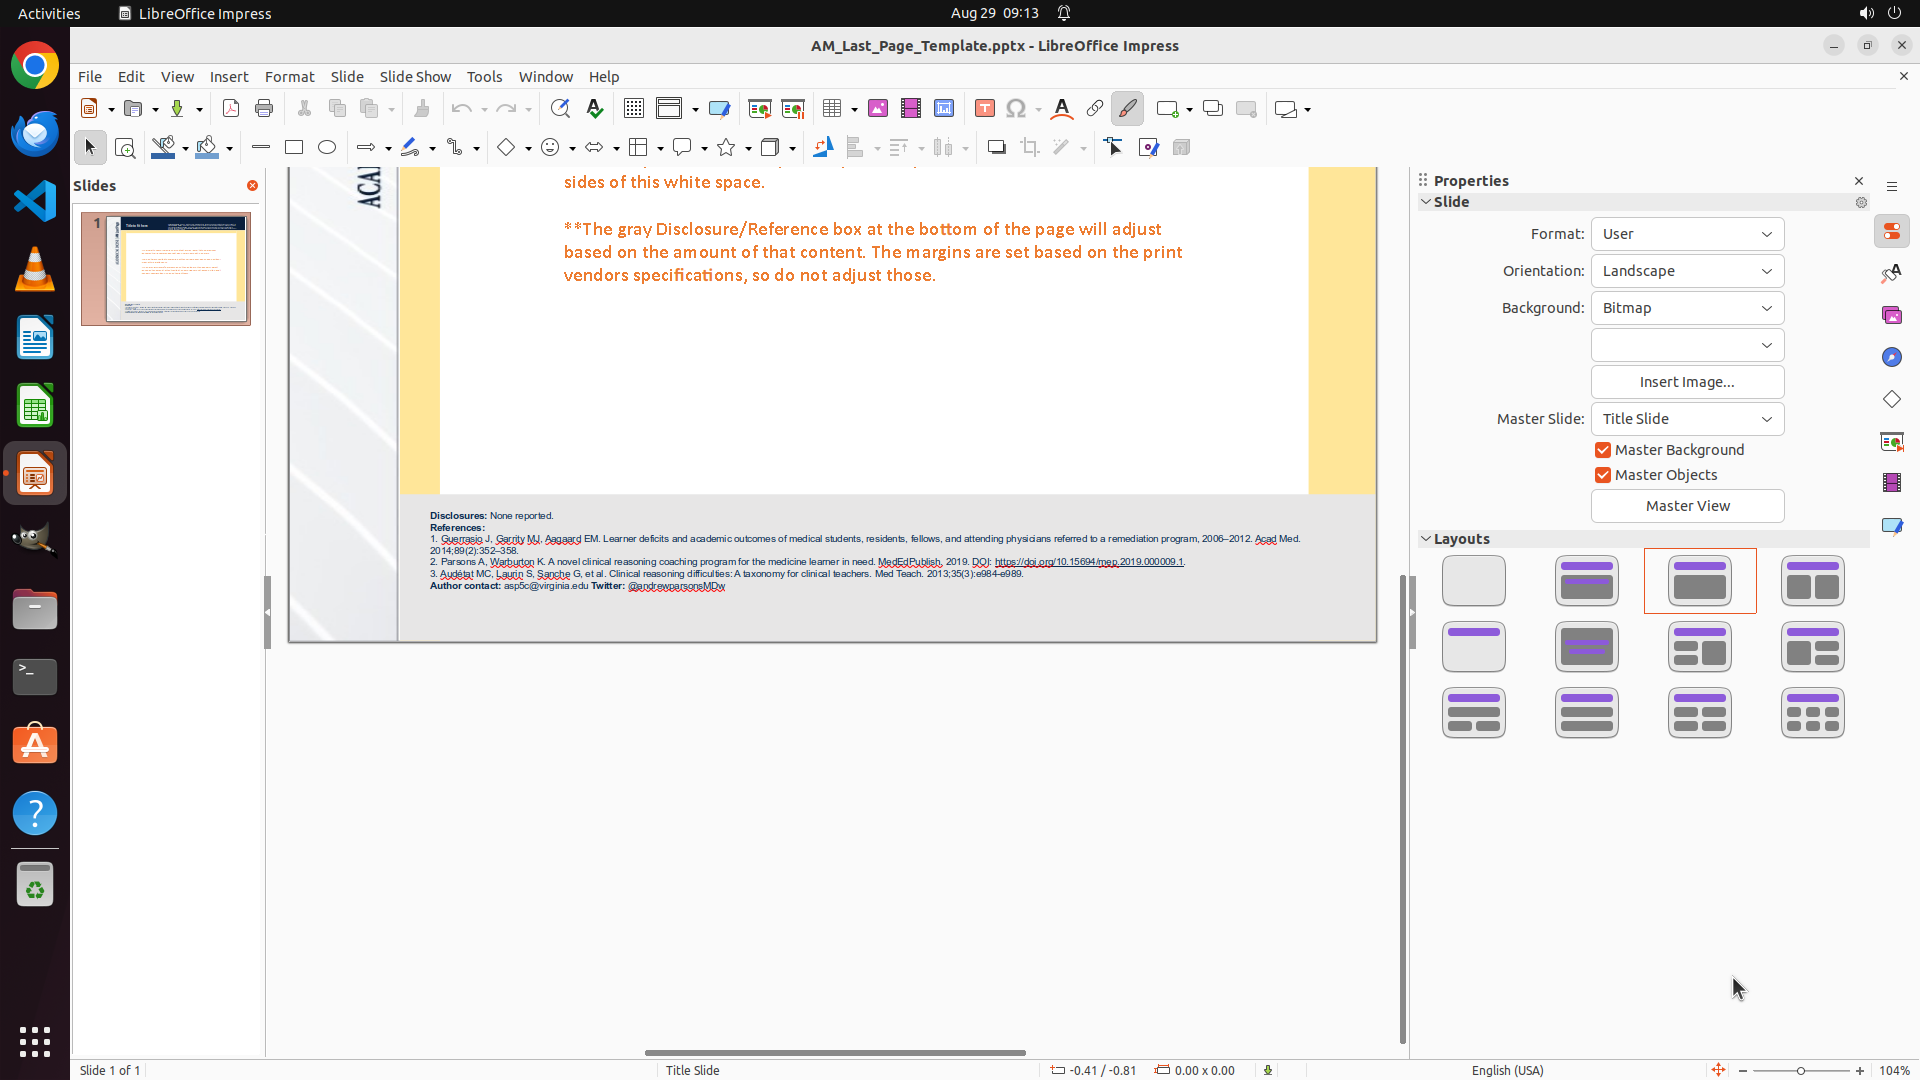 Activities
LibreOffice Impress
Aug 29 09:13
AM_Last_Page_Template.pptx - LibreOffice Impress
File Edit View Insert Format Slide Slide Show Tools Window Help
Slides
1
ACA
sides of this white space.
**The gray Disclosure/Reference box at the bottom of the page will adjust
based on the amount of that content. The margins are set based on the print
vendors specifications, so do not adjust those.
Disclosures: None reported.
References:
1. Guerrasio J, Garrity MJ, Aagaard EM. Learner deficits and academic outcomes of medical students, residents, fellows, and attending physicians referred to a remediation program, 2006–2012. Acad Med.
2014;89(2):352–358.
2. Parsons A, Warburton K. A novel clinical reasoning coaching program for the medicine learner in need. MedEdPublish, 2019. DOI: https://doi.org/10.15694/mep.2019.000009.1.
3. Audétat MC, Laurin S, Sanche G, et al. Clinical reasoning difficulties: A taxonomy for clinical teachers. Med Teach. 2013;35(3):e984-e989.
Author contact: asp5c@virginia.edu Twitter: @andrewparsonsMDw
Properties
Slide
Format: User
Orientation: Landscape
Background: Bitmap
Insert Image...
Master Slide: Title Slide
Master Background
Master Objects
Master View
Layouts
Slide 1 of 1
Title Slide
-0.41 / -0.81
0.00 x 0.00
English (USA)
104%